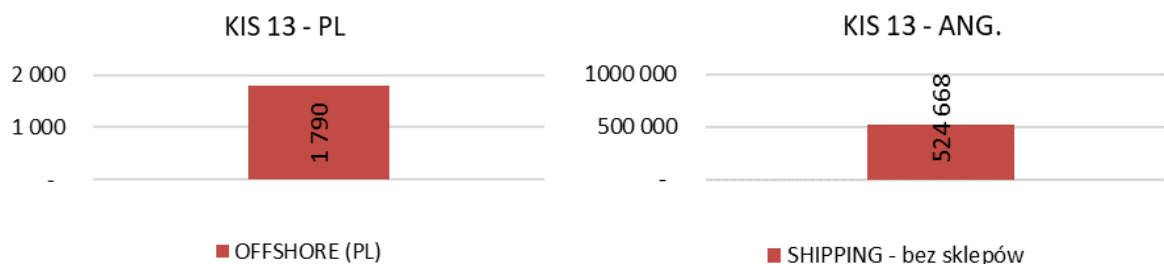 KIS 13 - PL
2 000
1 000
-
1 790
OFFSHORE (PL)
KIS 13 - ANG.
1000 000
500 000
-
524 668
SHIPPING - bez sklepów